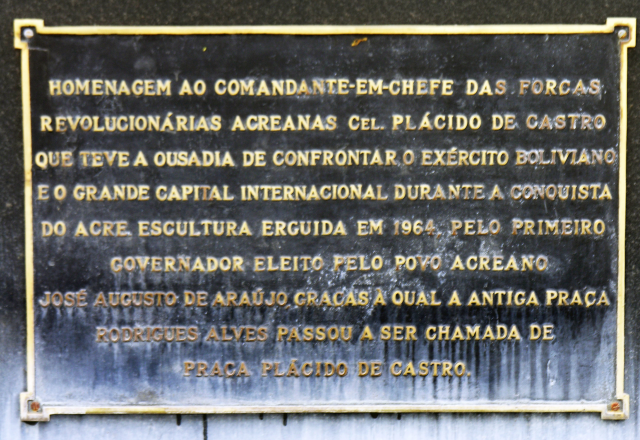 HOMENAGEM AO COMANDANTE-EM-CHEFE DAS FORCAS
REVOLUCIONÁRIAS ACREANAS CEL. PLÁCIDO DE CASTRO
QUE TEVE A OUSADIA DE CONFRONTAR O EXÉRCITO BOLIVIANO
E O GRANDE CAPITAL INTERNACIONAL DURANTE A CONQUISTA
DO ACRE. ESCULTURA ERGUIDA EM 1964, PELO PRIMEIRO
GOVERNADOR ELEITO PELO POVO ACREANO
JOSÉ AUGUSTO DE ARAÚJO GRAÇAS À QUAL A ANTIGA PRAÇA
RODRIGUES ALVES PASSOU A SER CHAMADA DE
PRAÇA PLÁCIDO DE CASTRO.